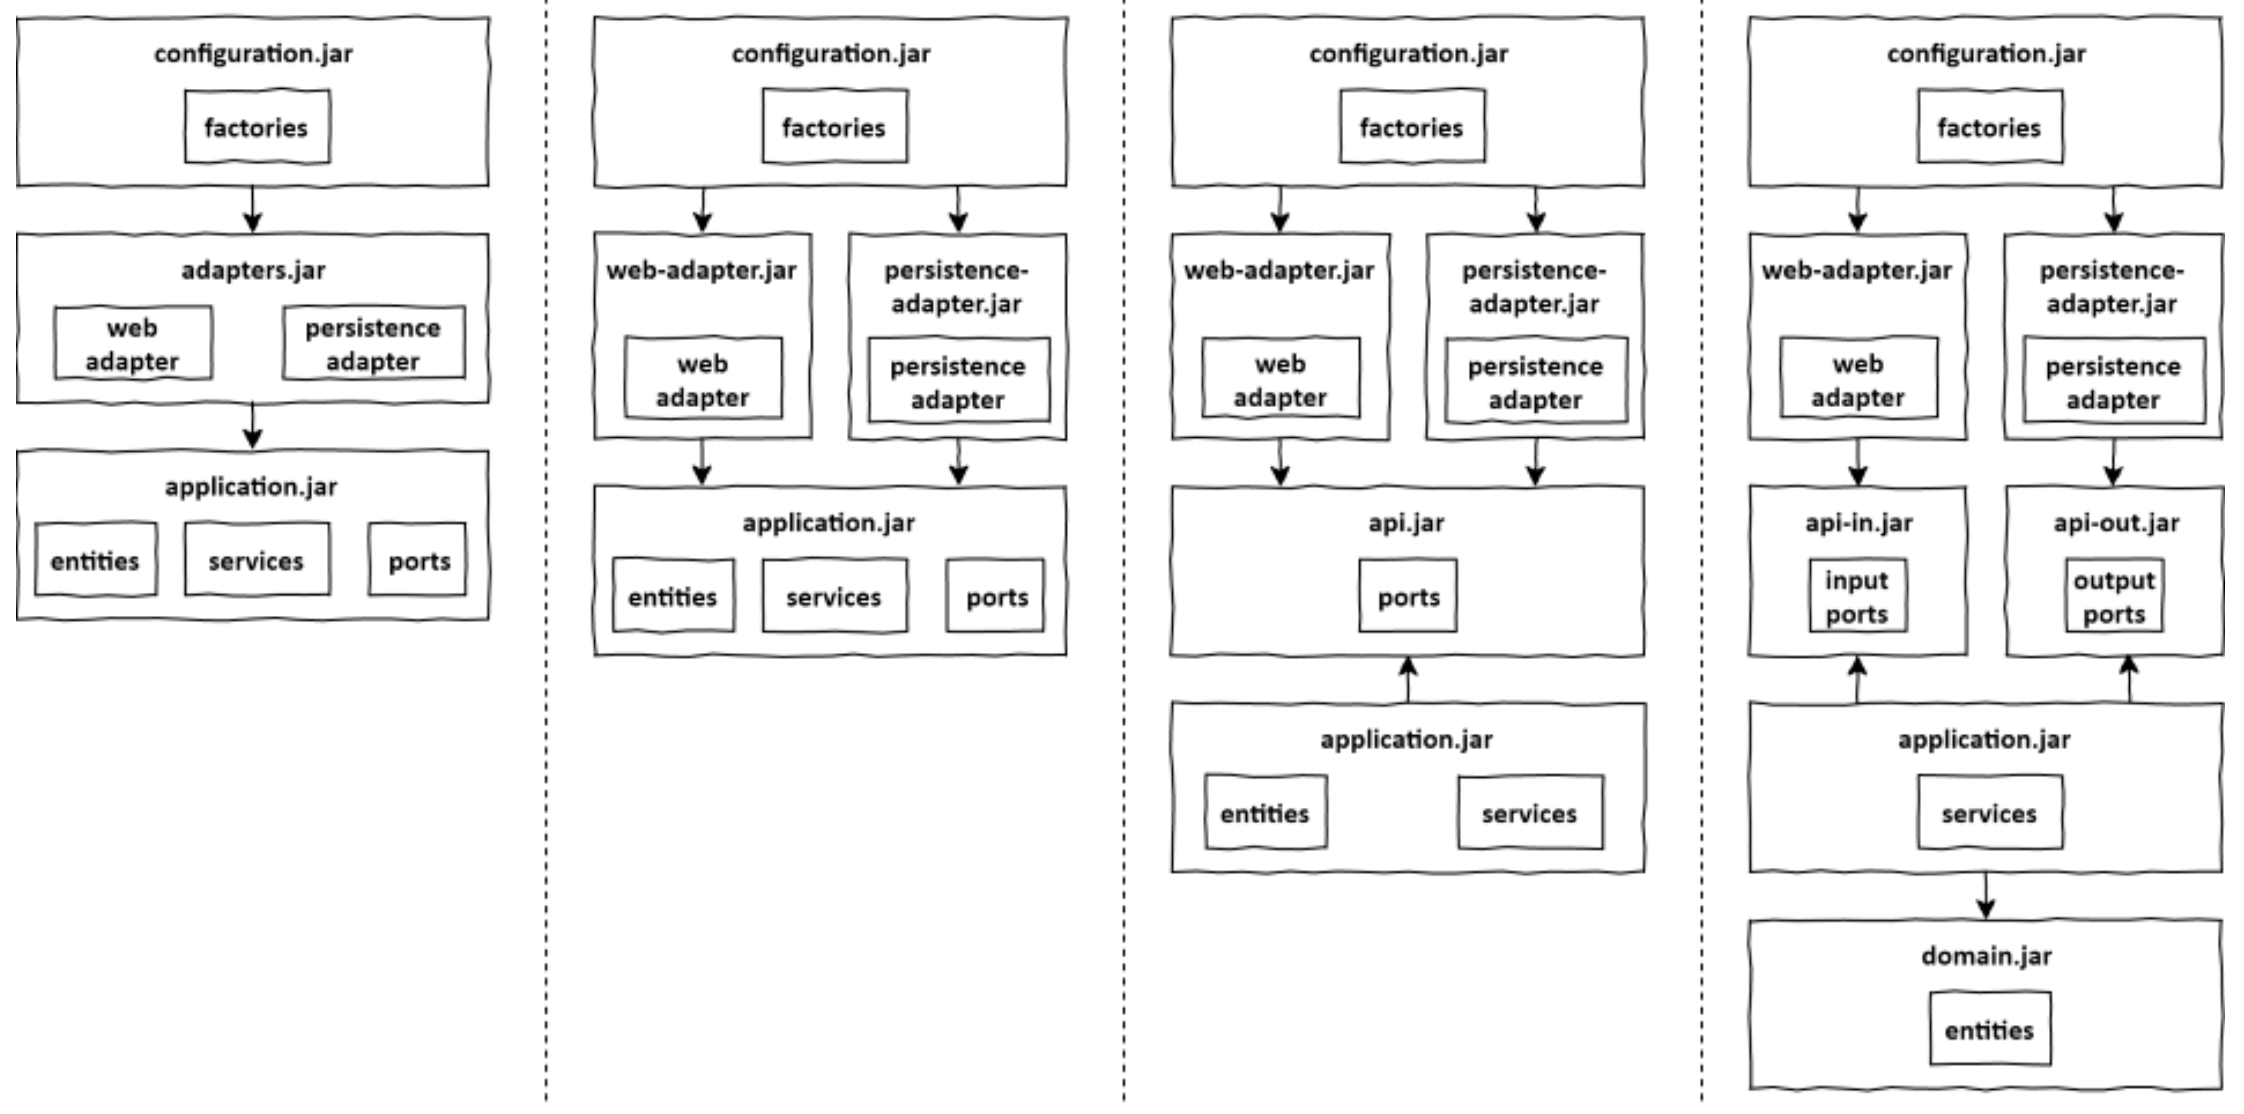 configuration.jar
factories
adapters.jar
web
adapter
persistence
adapter
application.jar
entities
services
ports
configuration.jar
factories
web-adapter.jar
web
adapter
persistence-
adapter.jar
persistence
adapter
application.jar
entities
services
ports
configuration.jar
factories
web-adapter.jar
web
adapter
persistence-
adapter.jar
persistence
adapter
api.jar
ports
application.jar
entities
services
configuration.jar
factories
web-adapter.jar
web
adapter
persistence-
adapter.jar
persistence
adapter
api-in.jar
input
ports
api-out.jar
output
ports
application.jar
services
domain.jar
entities